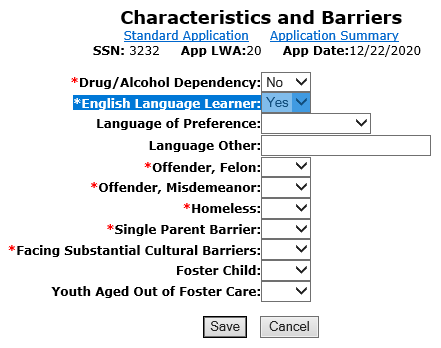 Characteristics and Barriers
Standard Application Application Summary
SSN: 3232 App LWA:20 App Date:12/22/2020
*Drug/Alcohol Dependency: No
*English Language Learner: Yes
Language of Preference:
Language Other:
*Offender, Felon:
*Offender, Misdemeanor:
*Homeless:
*Single Parent Barrier:
*Facing Substantial Cultural Barriers:
Foster Child:
Youth Aged Out of Foster Care:
Save Cancel